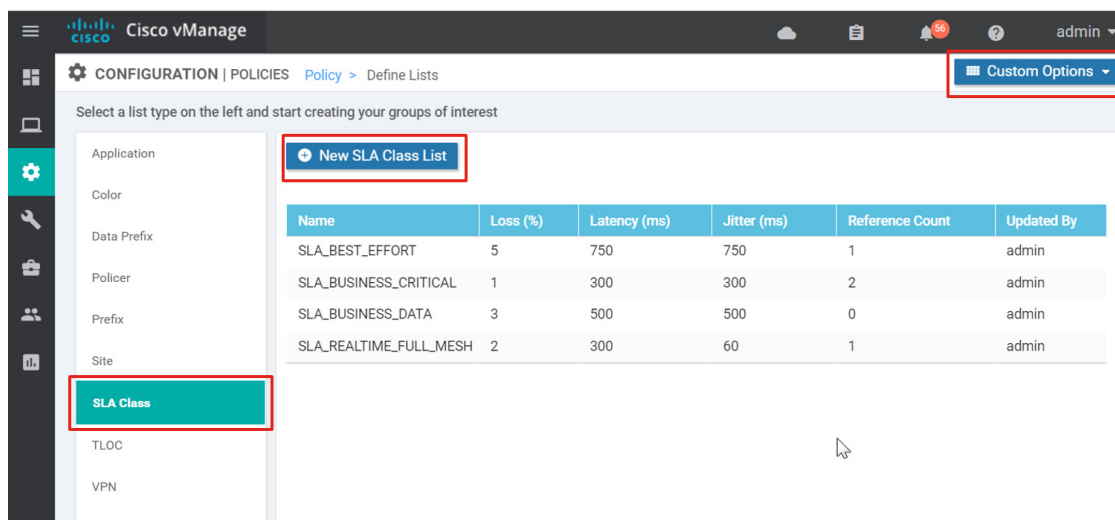 CISCO Cisco vManage 56 admin
CONFIGURATION | POLICIES Policy > Define Lists Custom Options
Select a list type on the left and start creating your groups of interest
Application
Color
Data Prefix
Policer
Prefix
Site
SLA Class
TLOC
VPN
New SLA Class List
Name Loss (%) Latency (ms) Jitter (ms) Reference Count Updated By
SLA_BEST_EFFORT 5 750 750 1 admin
SLA_BUSINESS_CRITICAL 1 300 300 2 admin
SLA_BUSINESS_DATA 3 500 500 0 admin
SLA_REALTIME_FULL_MESH 2 300 60 1 admin